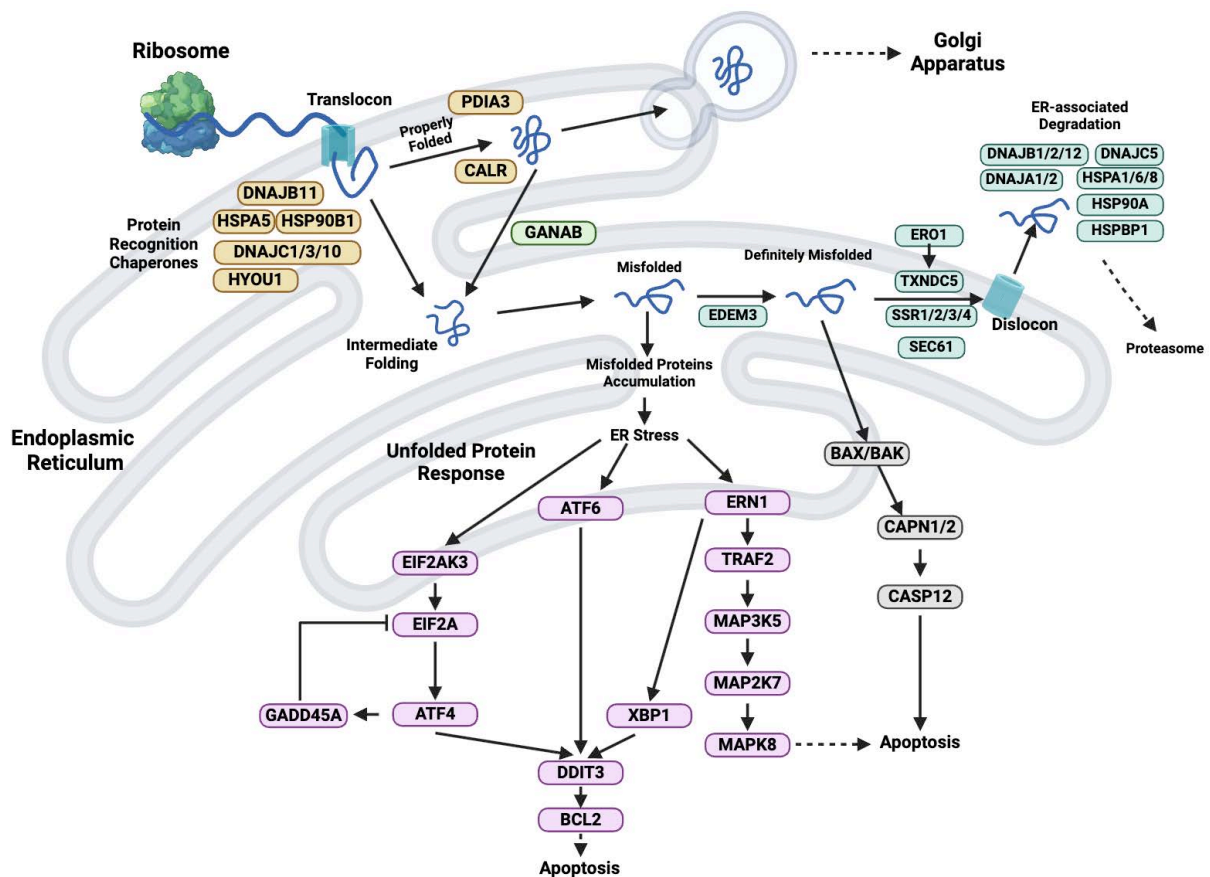 Ribosome
Translocon
Golgi
Apparatus
PDIA3
Properly
Folded
CALR
ER-associated
Degradation
DNAJB1/2/12
DNAJC5
DNAJA1/2
HSPA1/6/8
HSP90A
HSPBP1
DNAJB11
HSPA5
HSP90B1
DNAJC1/3/10
HYOU1
Protein
Recognition
Chaperones
GANAB
ERO1
TXNDC5
SSR1/2/3/4
SEC61
Misfolded
Definitely Misfolded
EDEM3
Dislocon
Proteasome
Intermediate
Folding
Misfolded Proteins
Accumulation
ER Stress
Endoplasmic
Reticulum
Unfolded Protein
Response
BAX/BAK
ATF6
ERN1
CAPN1/2
EIF2AK3
TRAF2
CASP12
EIF2A
MAP3K5
MAP2K7
GADD45A
ATF4
XBP1
MAPK8
Apoptosis
DDIT3
BCL2
Apoptosis